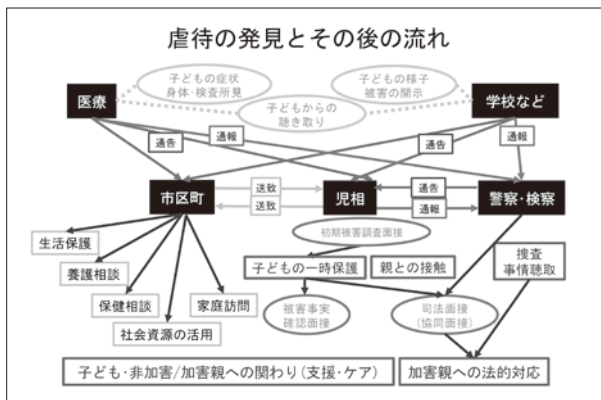 虐待の発見とその後の流れ
子どもの症状
身体・検査所見
子どもの様子
被害の開示
医療
子どもからの
聴き取り
学校など
通告
通報
通告
通報
市区町
送致
送致
児相
通告
通報
警察・検察
初期被害調査面接
生活保護
養護相談
保健相談
社会資源の活用
家庭訪問
子どもの一時保護
親との接触
捜査
事情聴取
被害事実
確認面接
司法面接
(協同面接)
子ども・非加害/加害親への関わり(支援・ケア)
加害親への法的対応